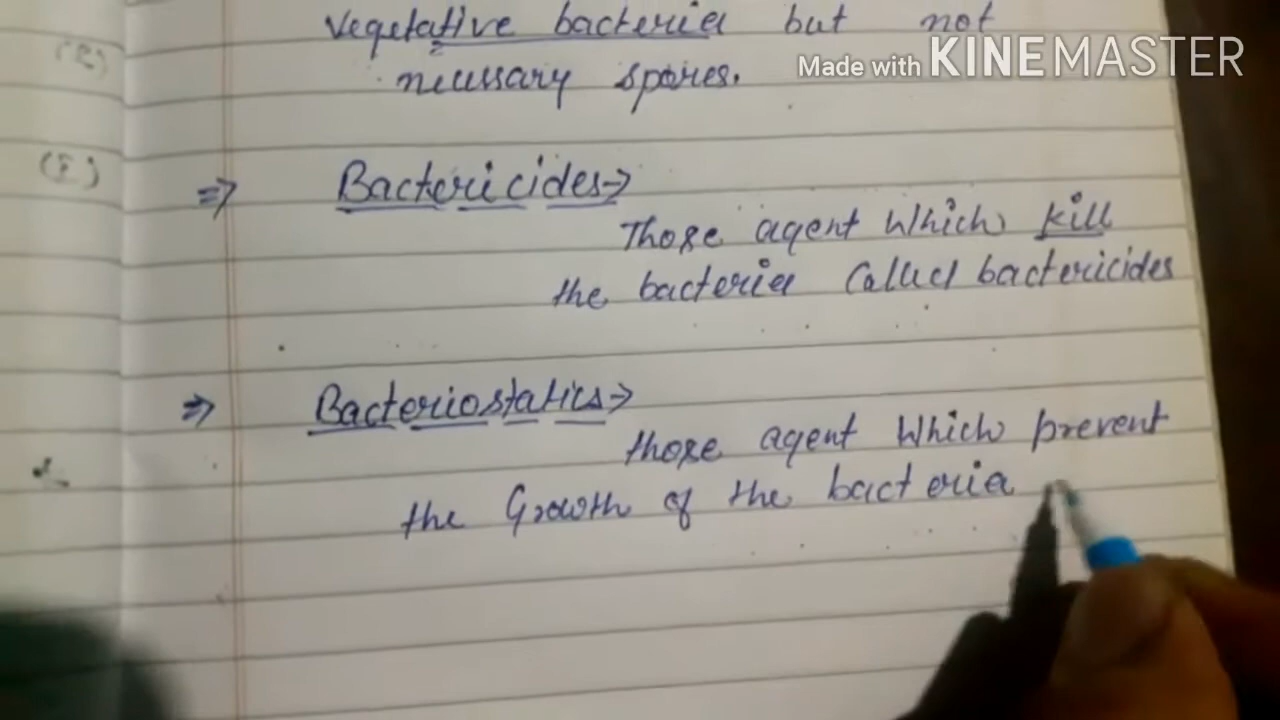 vegetative bacteria but not
necessary spores.
Made with KINEMASTER
(E)
⇒ Bactericides→
Those agent which kill
the bacteria called bactericides
⇒ Bacteriostatics→
those agent which prevent
the Growth of the bacteria